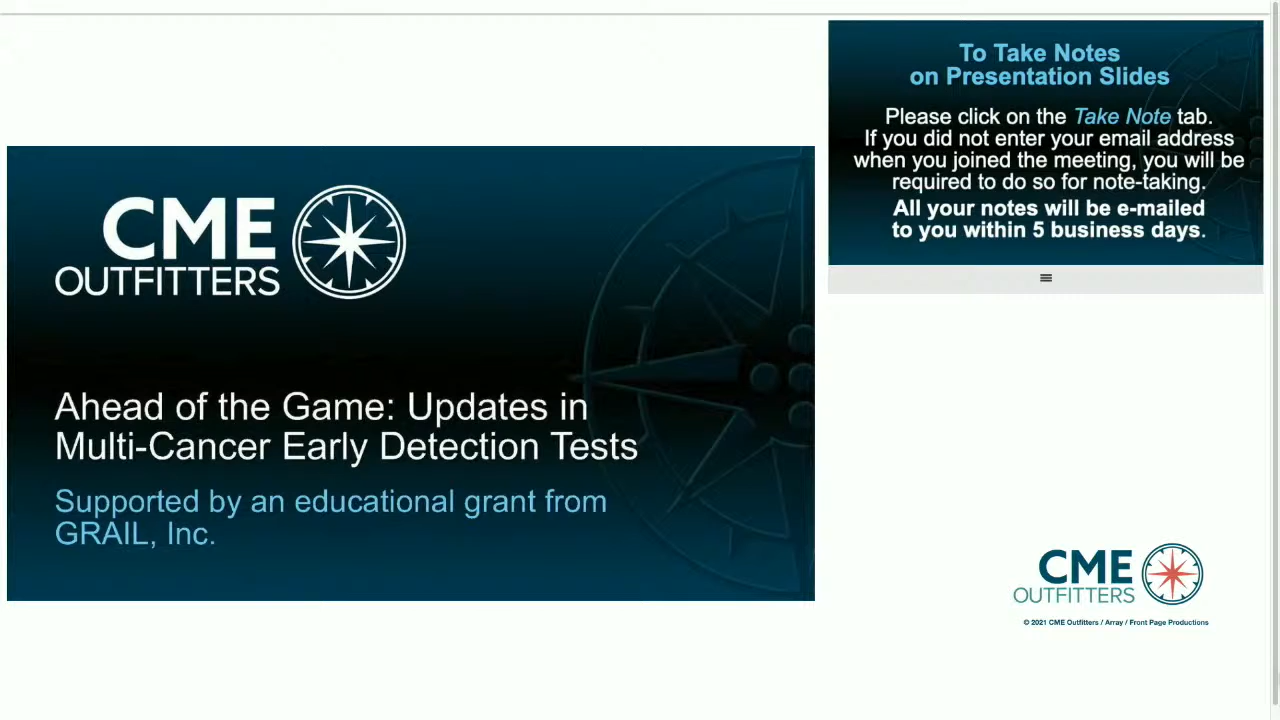 CME
OUTFITTERS
Ahead of the Game: Updates in
Multi-Cancer Early Detection Tests
Supported by an educational grant from
GRAIL, Inc.
To Take Notes
on Presentation Slides
Please click on the Take Note tab.
If you did not enter your email address
when you joined the meeting, you will be
required to do so for note-taking.
All your notes will be e-mailed
to you within 5 business days.
CME
OUTFITTERS
© 2021 CME Outfitters / Array / Front Page Productions